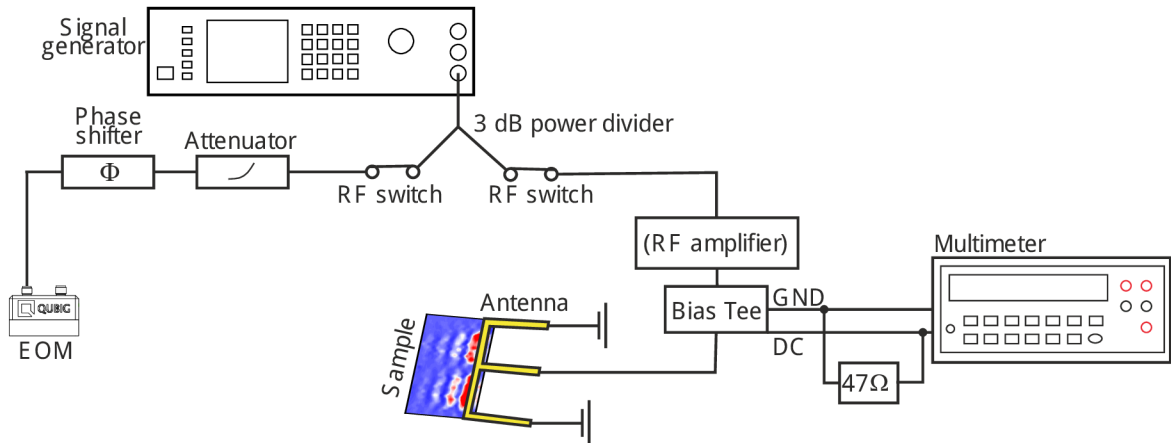 Signal
generator
Phase
shifter
Φ
Attenuator
3 dB power divider
RF switch
RF switch
(RF amplifier)
Multimeter
QUBIG
EOM
Antenna
Sample
Bias Tee
GND
DC
47Ω